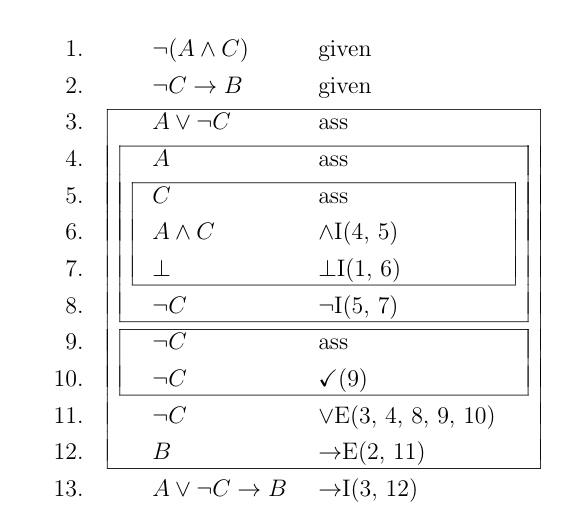 1. ¬(A ∧ C) given
2. ¬C → B given
3. A ∨ ¬C ass
4. A ass
5. C ass
6. A ∧ C ∧I(4, 5)
7. ⊥ ⊥I(1, 6)
8. ¬C ¬I(5, 7)
9. ¬C ass
10. ¬C ✓(9)
11. ¬C ∨E(3, 4, 8, 9, 10)
12. B →E(2, 11)
13. A ∨ ¬C → B →I(3, 12)